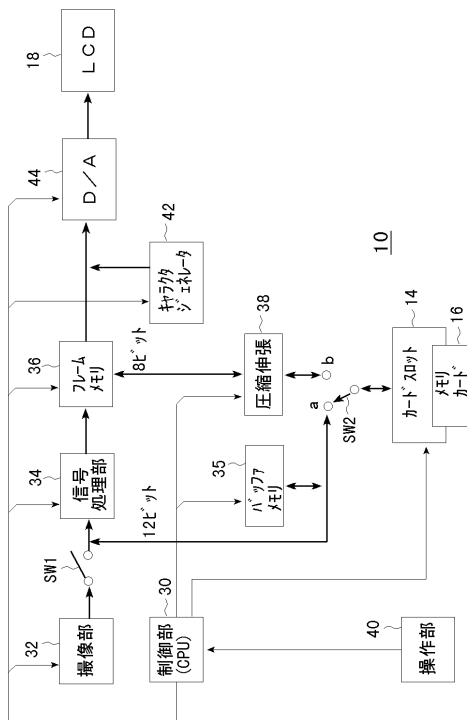 32
撮像部
SW1
34
信号
処理部
36
フレーム
メモリ
44
D/A
18
LCD
42
キャラクタ
ジェネレータ
12ビット
8ビット
30
制御部
(CPU)
35
バッファ
メモリ
38
圧縮伸張
a
b
SW2
10
40
操作部
14
カードスロット
16
メモリ
カード